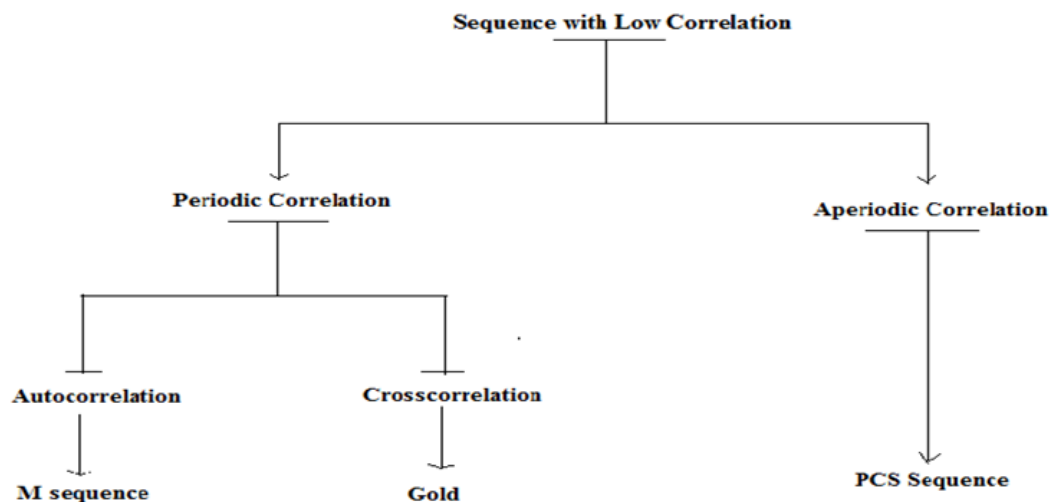 Sequence with Low Correlation
Periodic Correlation
Aperiodic Correlation
Autocorrelation
Crosscorrelation
M sequence
Gold
PCS Sequence